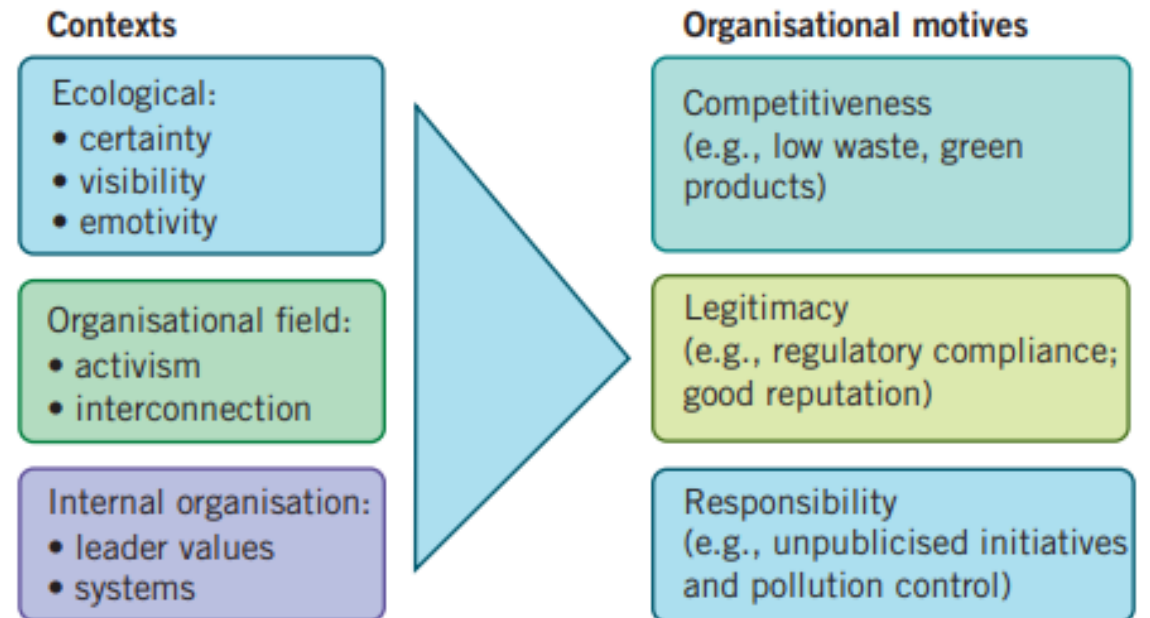 Contexts
Ecological:
• certainty
• visibility
• emotivity
Organisational field:
• activism
• interconnection
Internal organisation:
• leader values
• systems
Organisational motives
Competitiveness
(e.g., low waste, green
products)
Legitimacy
(e.g., regulatory compliance;
good reputation)
Responsibility
(e.g., unpublicised initiatives
and pollution control)